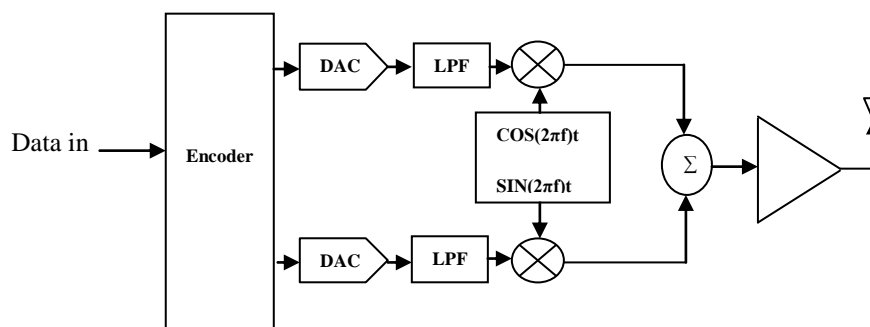 DAC
LPF
COS(2πf)t
Data in
Encoder
Σ
SIN(2πf)t
DAC
LPF